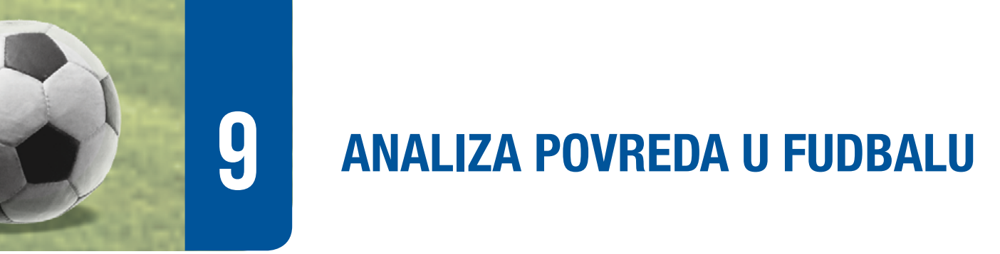 9
ANALIZA POVREDA U FUDBALU